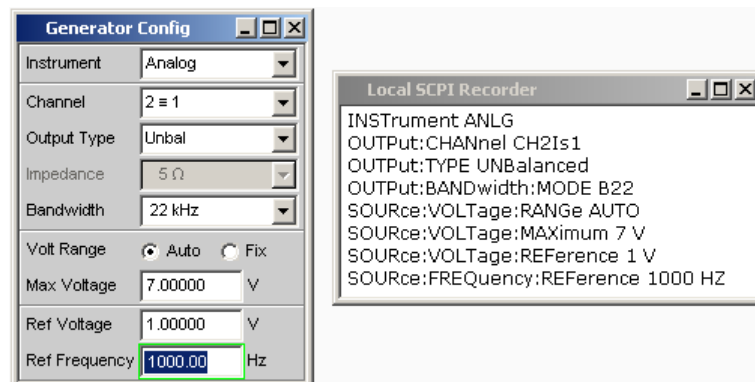 Generator Config
Instrument Analog
Channel 2 ≡ 1
Output Type Unbal
Impedance 5 Ω
Bandwidth 22 kHz
Volt Range Auto Fix
Max Voltage 7.00000 V
Ref Voltage 1.00000 V
Ref Frequency 1000.00 Hz
Local SCPI Recorder
INSTrument ANLG
OUTPut:CHANnel CH2Is1
OUTPut:TYPE UNBalanced
OUTPut:BANDwidth:MODE B22
SOURce:VOLTage:RANGe AUTO
SOURce:VOLTage:MAXimum 7 V
SOURce:VOLTage:REFerence 1 V
SOURce:FREQuency:REFerence 1000 HZ